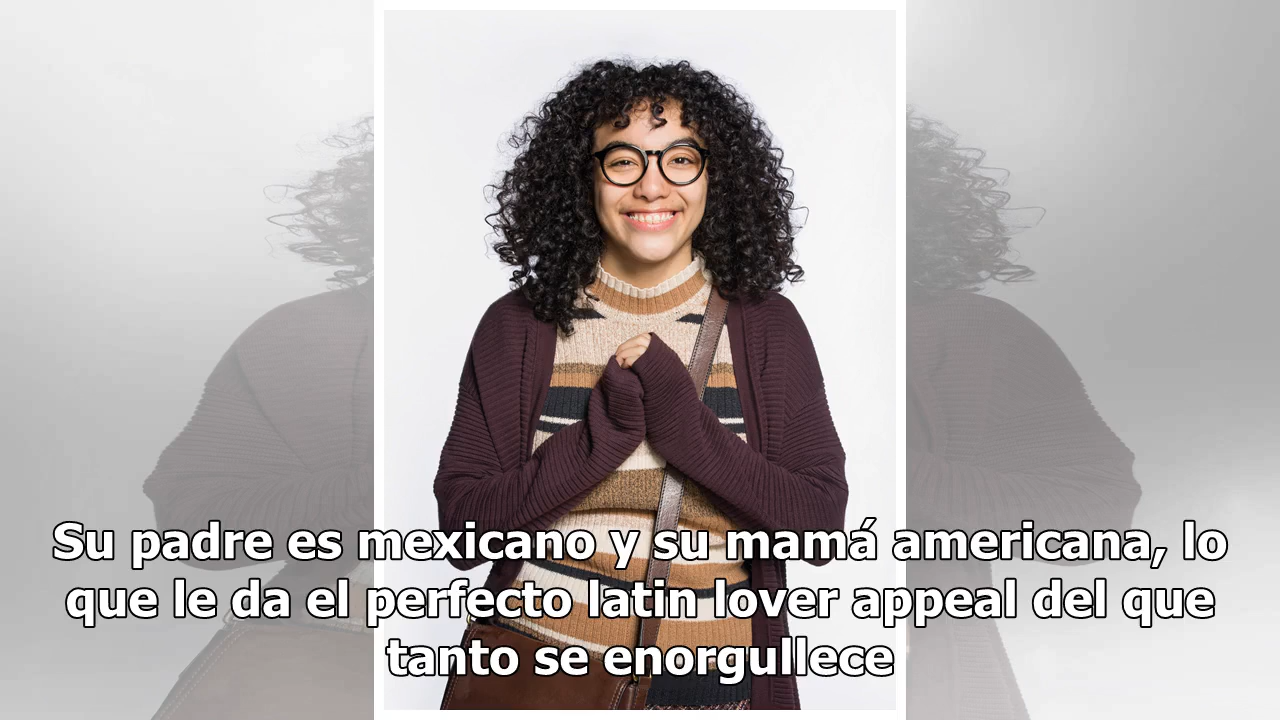 Su padre es mexicano y su mamá americana, lo
que le da el perfecto latin lover appeal del que
tanto se enorgullece